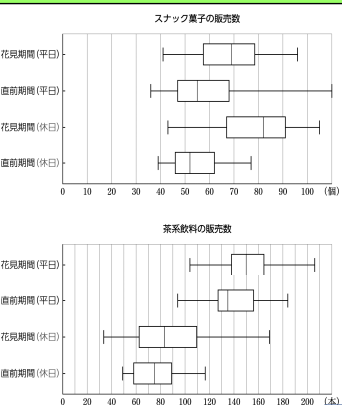 スナック菓子の販売数
花見期間(平日)
直前期間(平日)
花見期間(休日)
直前期間(休日)
0 10 20 30 40 50 60 70 80 90 100 (個)
茶系飲料の販売数
花見期間(平日)
直前期間(平日)
花見期間(休日)
直前期間(休日)
0 20 40 60 80 100 120 140 160 180 200 (本)